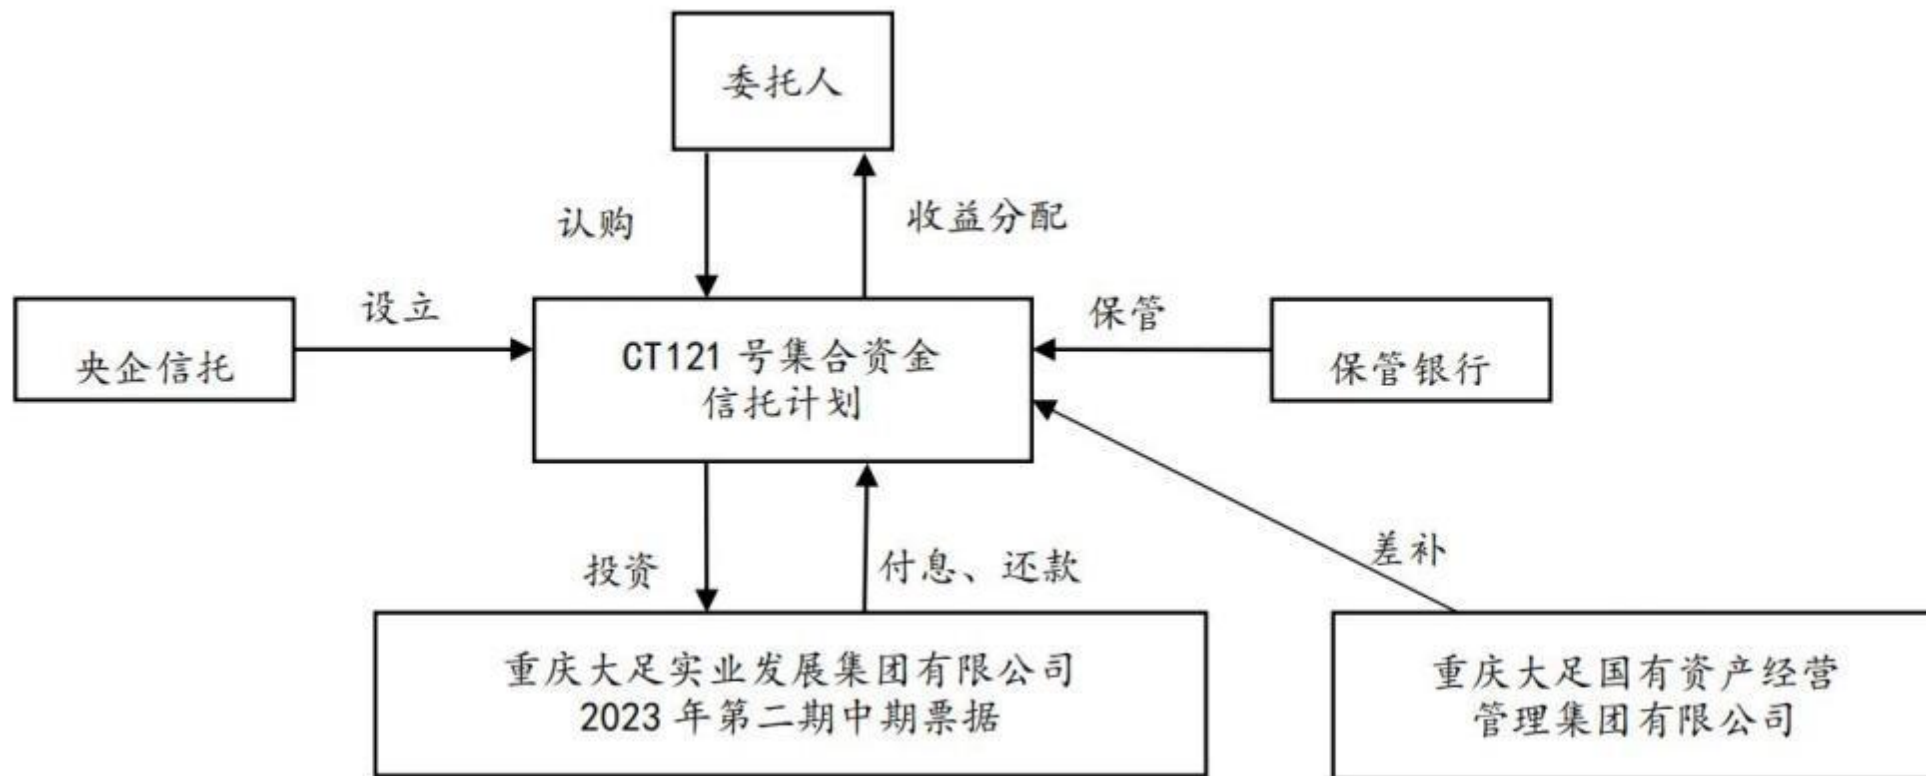 委托人
认购
收益分配
设立
保管
央企信托
CT121 号集合资金
信托计划
保管银行
投资
付息、还款
差补
重庆大足实业发展集团有限公司
2023 年第二期中期票据
重庆大足国有资产经营
管理集团有限公司